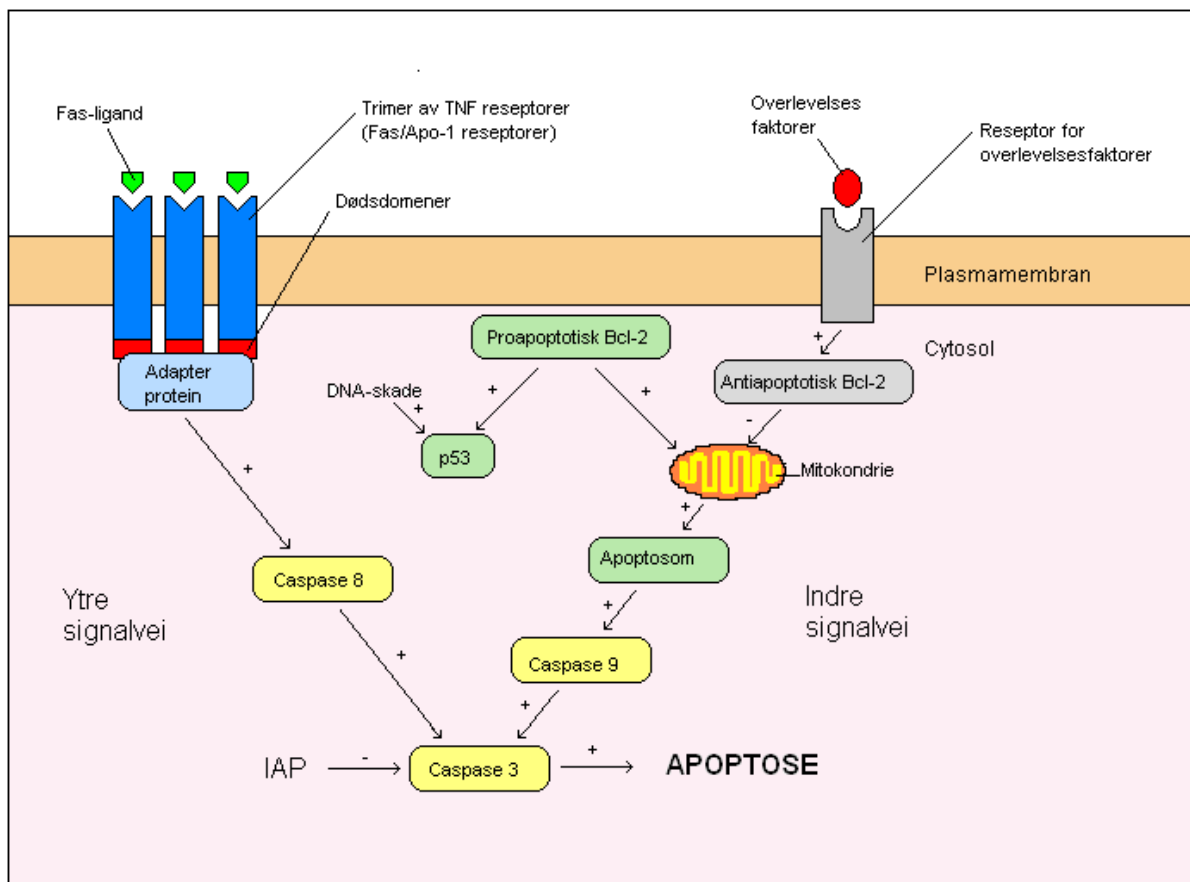 Fas-ligand
Trimer av TNF reseptorer
(Fas/Apo-1 reseptorer)
Dødsdomener
Overlevelses
faktorer
Reseptor for
overlevelsesfaktorer
Plasmamembran
Cytosol
Adapter
protein
Proapoptotisk Bcl-2
+
Antiapoptotisk Bcl-2
DNA-skade
+
+
+
-
p53
Mitokondrie
+
+
Apoptosom
Caspase 8
+
Ytre
signalvei
Indre
signalvei
+
Caspase 9
+
IAP
-
Caspase 3
+
APOPTOSE